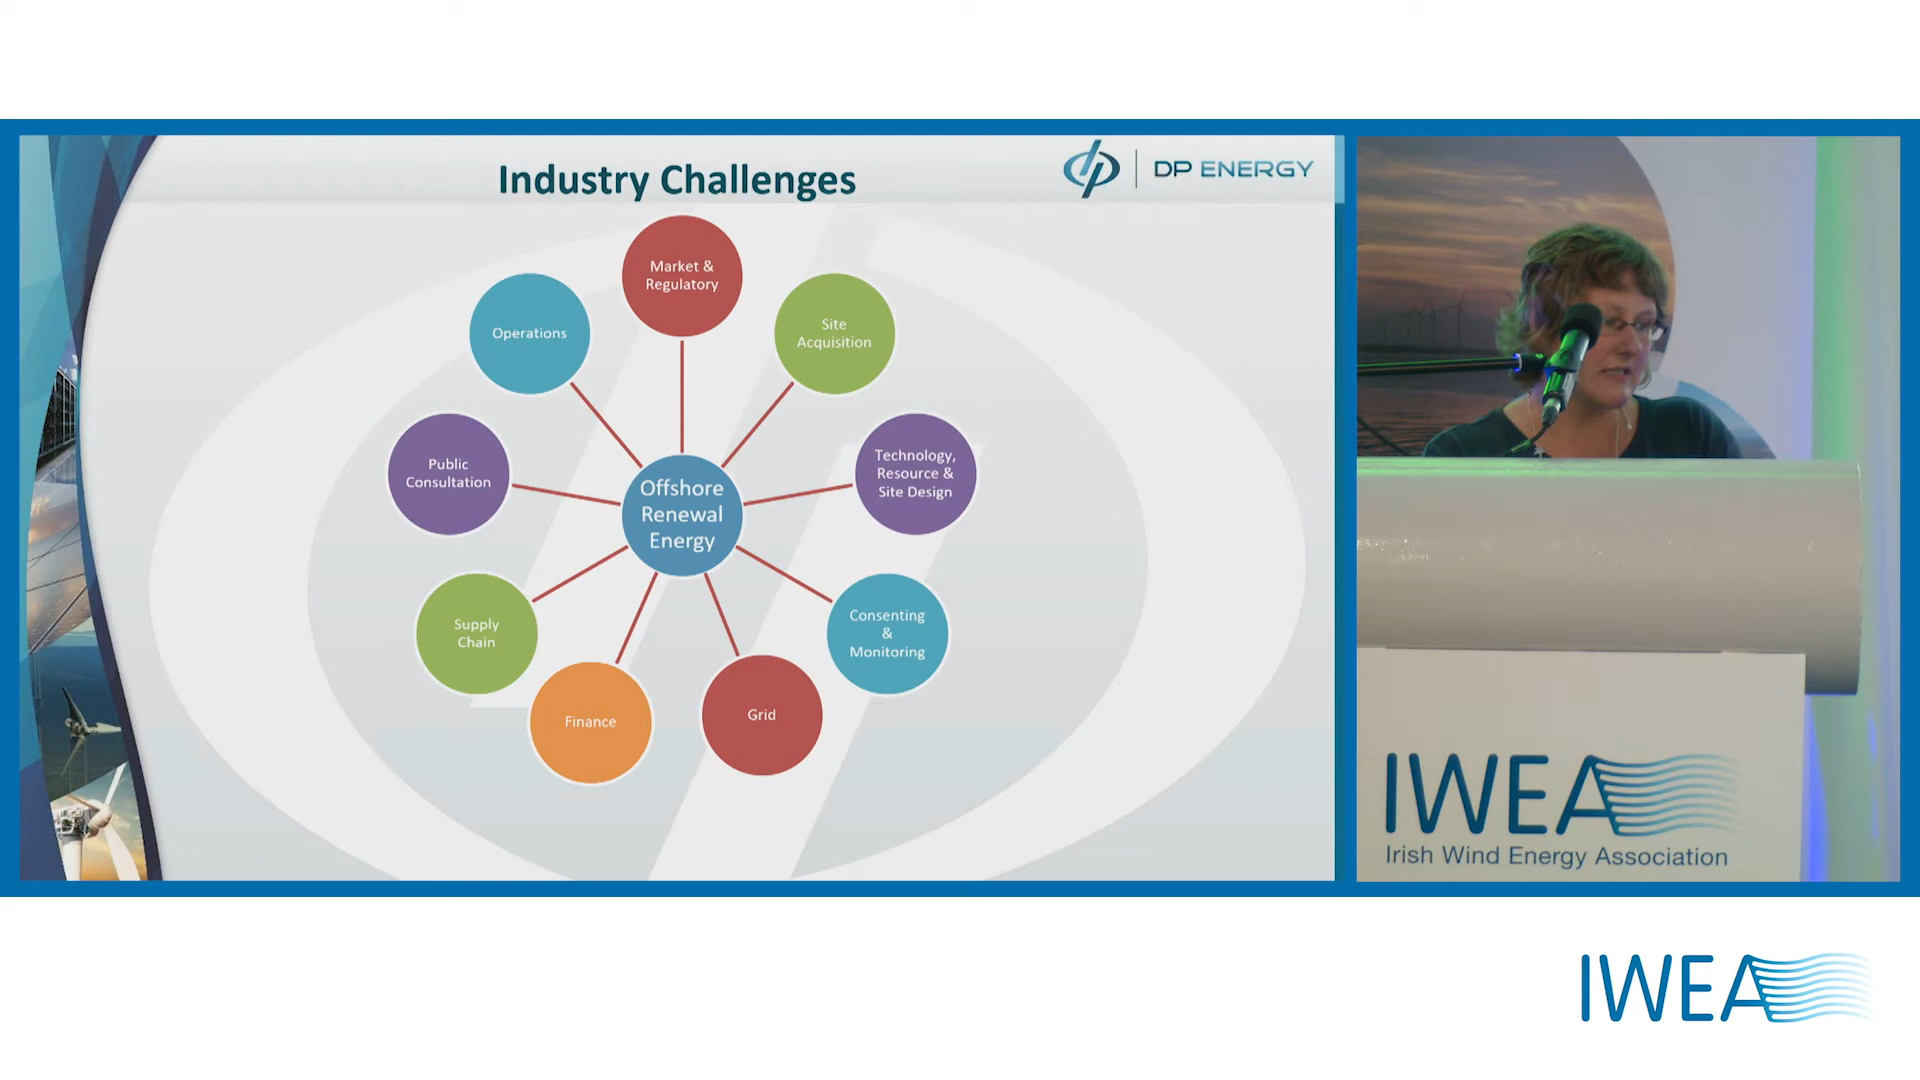 Industry Challenges
DP ENERGY
Market &
Regulatory
Site
Acquisition
Technology,
Resource &
Site Design
Consenting
&
Monitoring
Grid
Finance
Supply
Chain
Public
Consultation
Operations
Offshore
Renewal
Energy
IWEA
Irish Wind Energy Association
IWEA